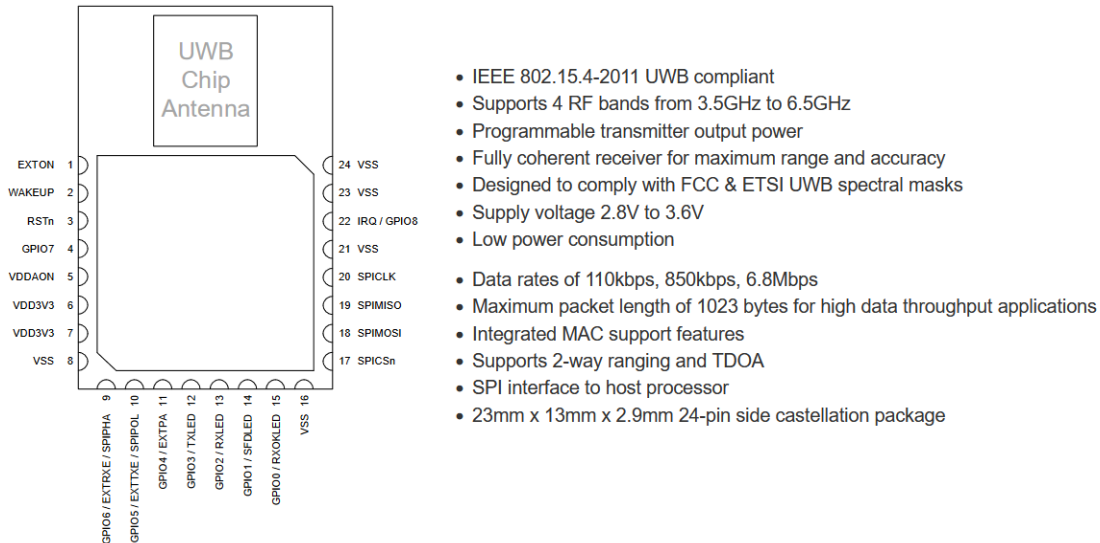 UWB
Chip
Antenna
EXTON 1
WAKEUP 2
RSTn 3
GPIO7 4
VDDAON 5
VDD3V3 6
VDD3V3 7
VSS 8
9 GPIO6 / EXTRXE / SPIPHA
10 GPIO5 / EXTTXE / SPIPOL
11 GPIO4 / EXTPA
12 GPIO3 / TXLED
13 GPIO2 / RXLED
14 GPIO1 / SFDLED
15 GPIO0 / RXOKLED
16 VSS
24 VSS
23 VSS
22 IRQ / GPIO8
21 VSS
20 SPICLK
19 SPIMISO
18 SPIMOSI
17 SPICSn
• IEEE 802.15.4-2011 UWB compliant
• Supports 4 RF bands from 3.5GHz to 6.5GHz
• Programmable transmitter output power
• Fully coherent receiver for maximum range and accuracy
• Designed to comply with FCC & ETSI UWB spectral masks
• Supply voltage 2.8V to 3.6V
• Low power consumption
• Data rates of 110kbps, 850kbps, 6.8Mbps
• Maximum packet length of 1023 bytes for high data throughput applications
• Integrated MAC support features
• Supports 2-way ranging and TDOA
• SPI interface to host processor
• 23mm x 13mm x 2.9mm 24-pin side castellation package